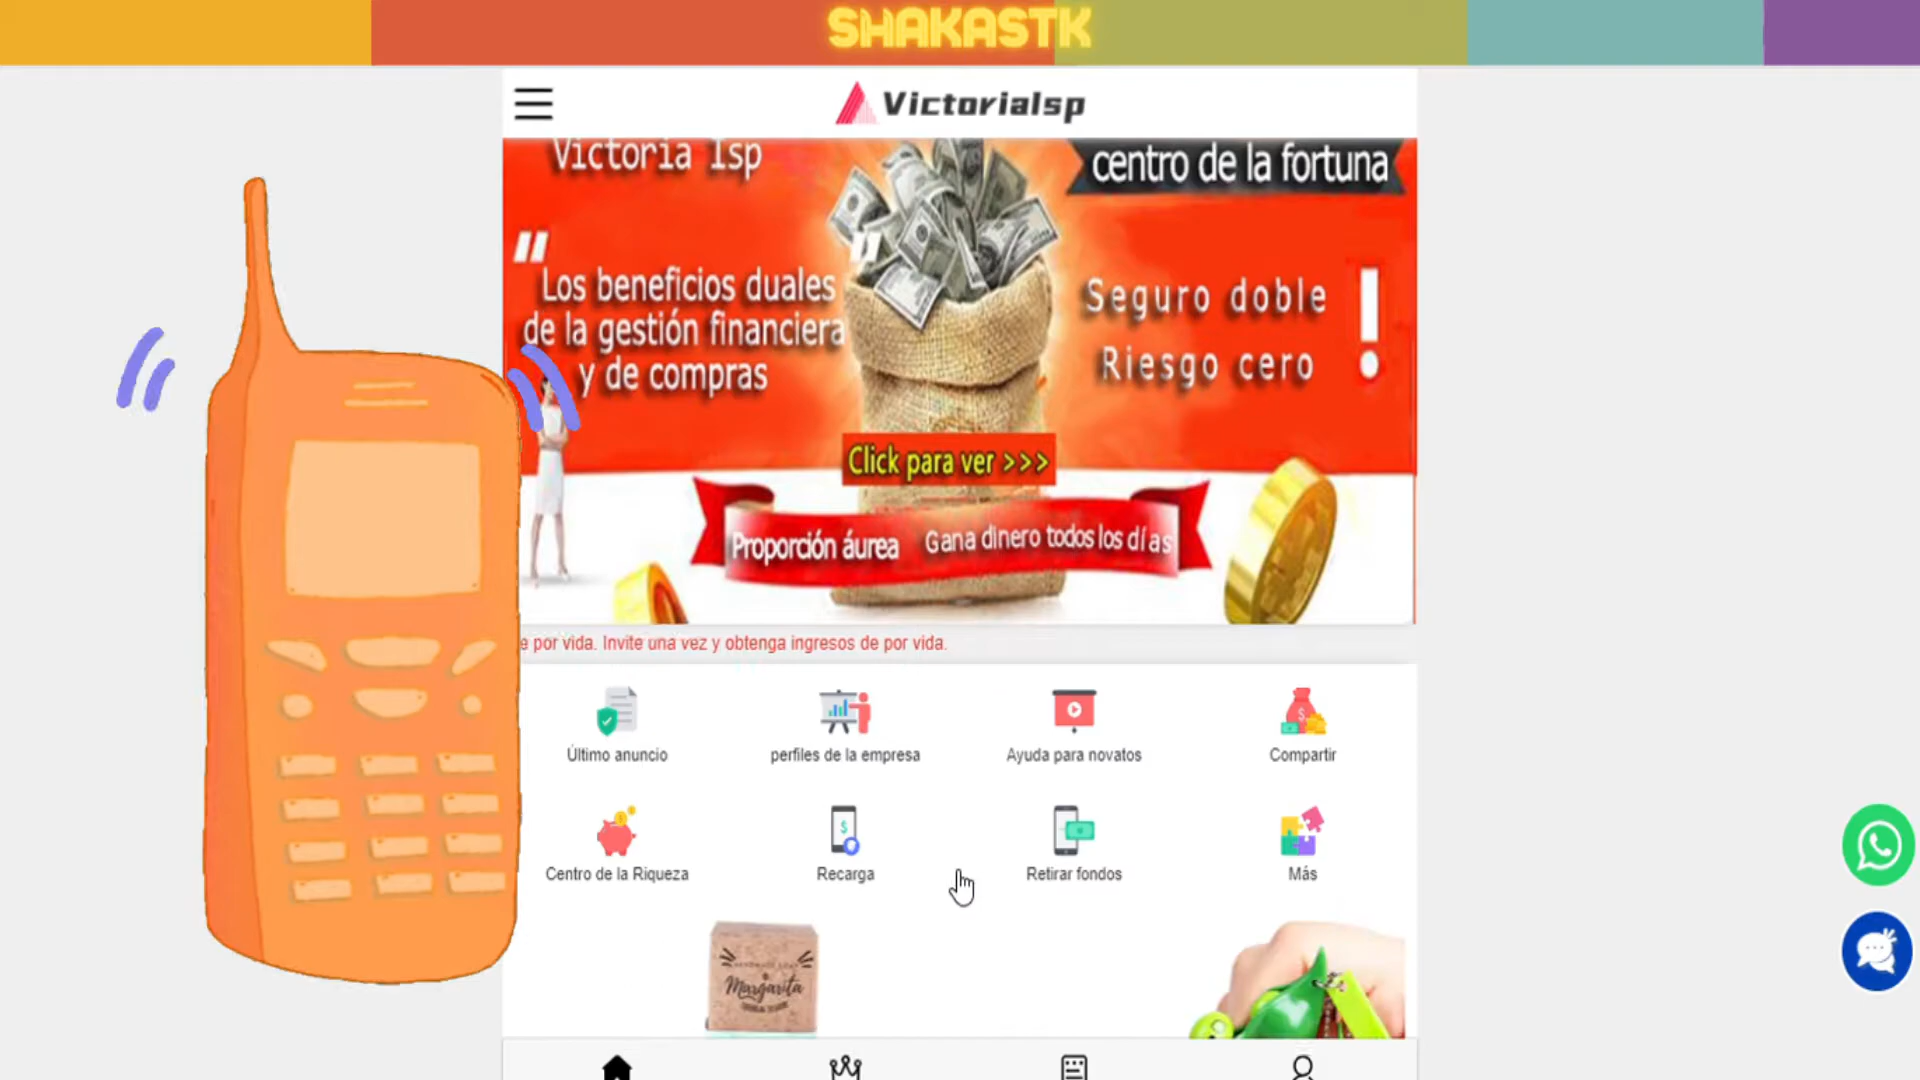 SHAKASTK
Victorialsp
Victoria Isp
centro de la fortuna
"
Los beneficios duales
de la gestión financiera
y de compras
"
Seguro doble
Riesgo cero
!
Click para ver >>>
Proporción áurea
Gana dinero todos los días
e por vida. Invite una vez y obtenga ingresos de por vida.
Último anuncio
perfiles de la empresa
Ayuda para novatos
Compartir
Centro de la Riqueza
Recarga
Retirar fondos
Más
Margarita